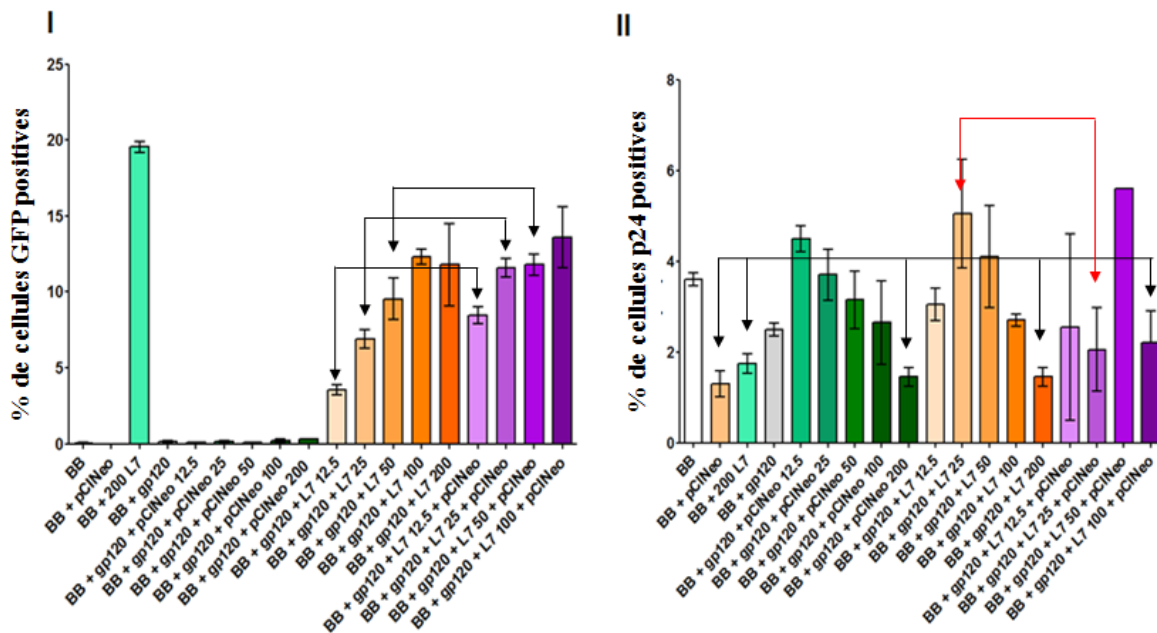 I
II
% de cellules GFP positives
25
20
15
10
5
0
BB
BB + pCINeo
BB + 200 L7
BB + gp120
BB + gp120 + pCINeo 12.5
BB + gp120 + pCINeo 25
BB + gp120 + pCINeo 50
BB + gp120 + pCINeo 100
BB + gp120 + pCINeo 200
BB + gp120 + L7 12.5
BB + gp120 + L7 25
BB + gp120 + L7 50
BB + gp120 + L7 100
BB + gp120 + L7 200
BB + gp120 + L7 12.5 + pCINeo
BB + gp120 + L7 25 + pCINeo
BB + gp120 + L7 50 + pCINeo
BB + gp120 + L7 100 + pCINeo
% de cellules p24 positives
8
6
4
2
0
BB
BB + pCINeo
BB + 200 L7
BB + gp120
BB + gp120 + pCINeo 12.5
BB + gp120 + pCINeo 25
BB + gp120 + pCINeo 50
BB + gp120 + pCINeo 100
BB + gp120 + pCINeo 200
BB + gp120 + L7 12.5
BB + gp120 + L7 25
BB + gp120 + L7 50
BB + gp120 + L7 100
BB + gp120 + L7 200
BB + gp120 + L7 12.5 + pCINeo
BB + gp120 + L7 25 + pCINeo
BB + gp120 + L7 50 + pCINeo
BB + gp120 + L7 100 + pCINeo